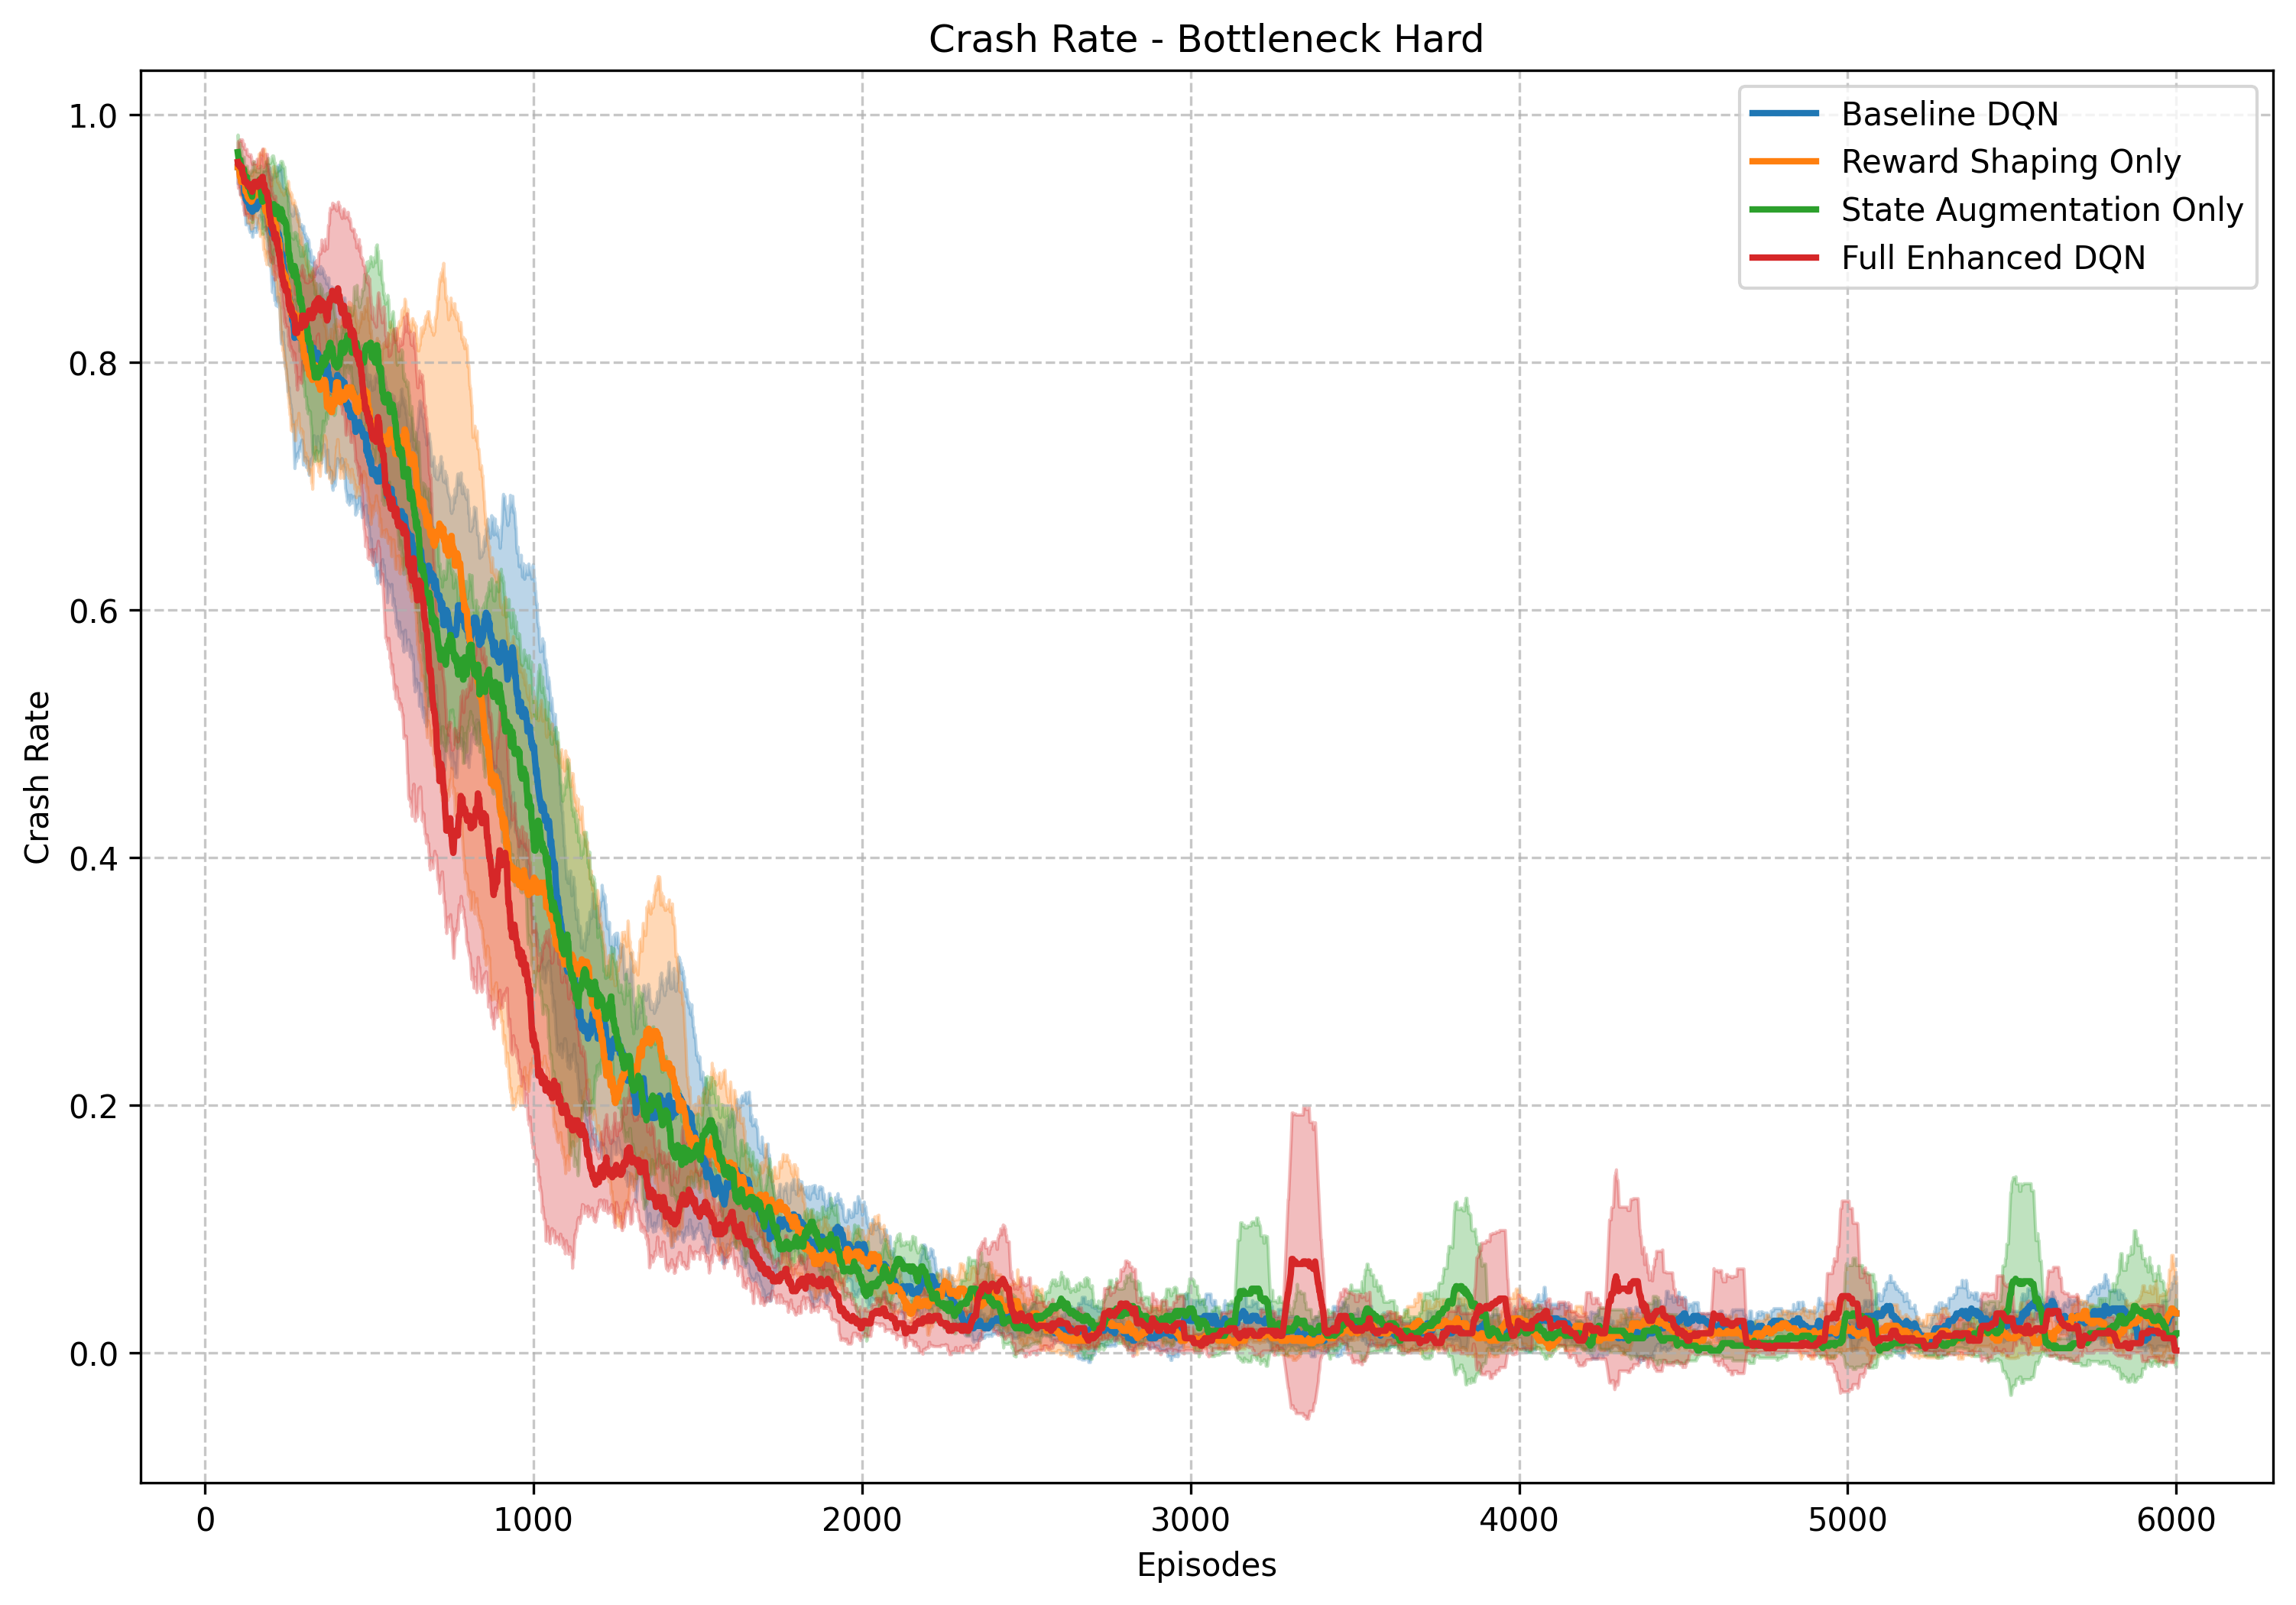 Crash Rate - Bottleneck Hard
Baseline DQN
Reward Shaping Only
State Augmentation Only
Full Enhanced DQN
Crash Rate
1.0
0.8
0.6
0.4
0.2
0.0
0 1000 2000 3000 4000 5000 6000
Episodes